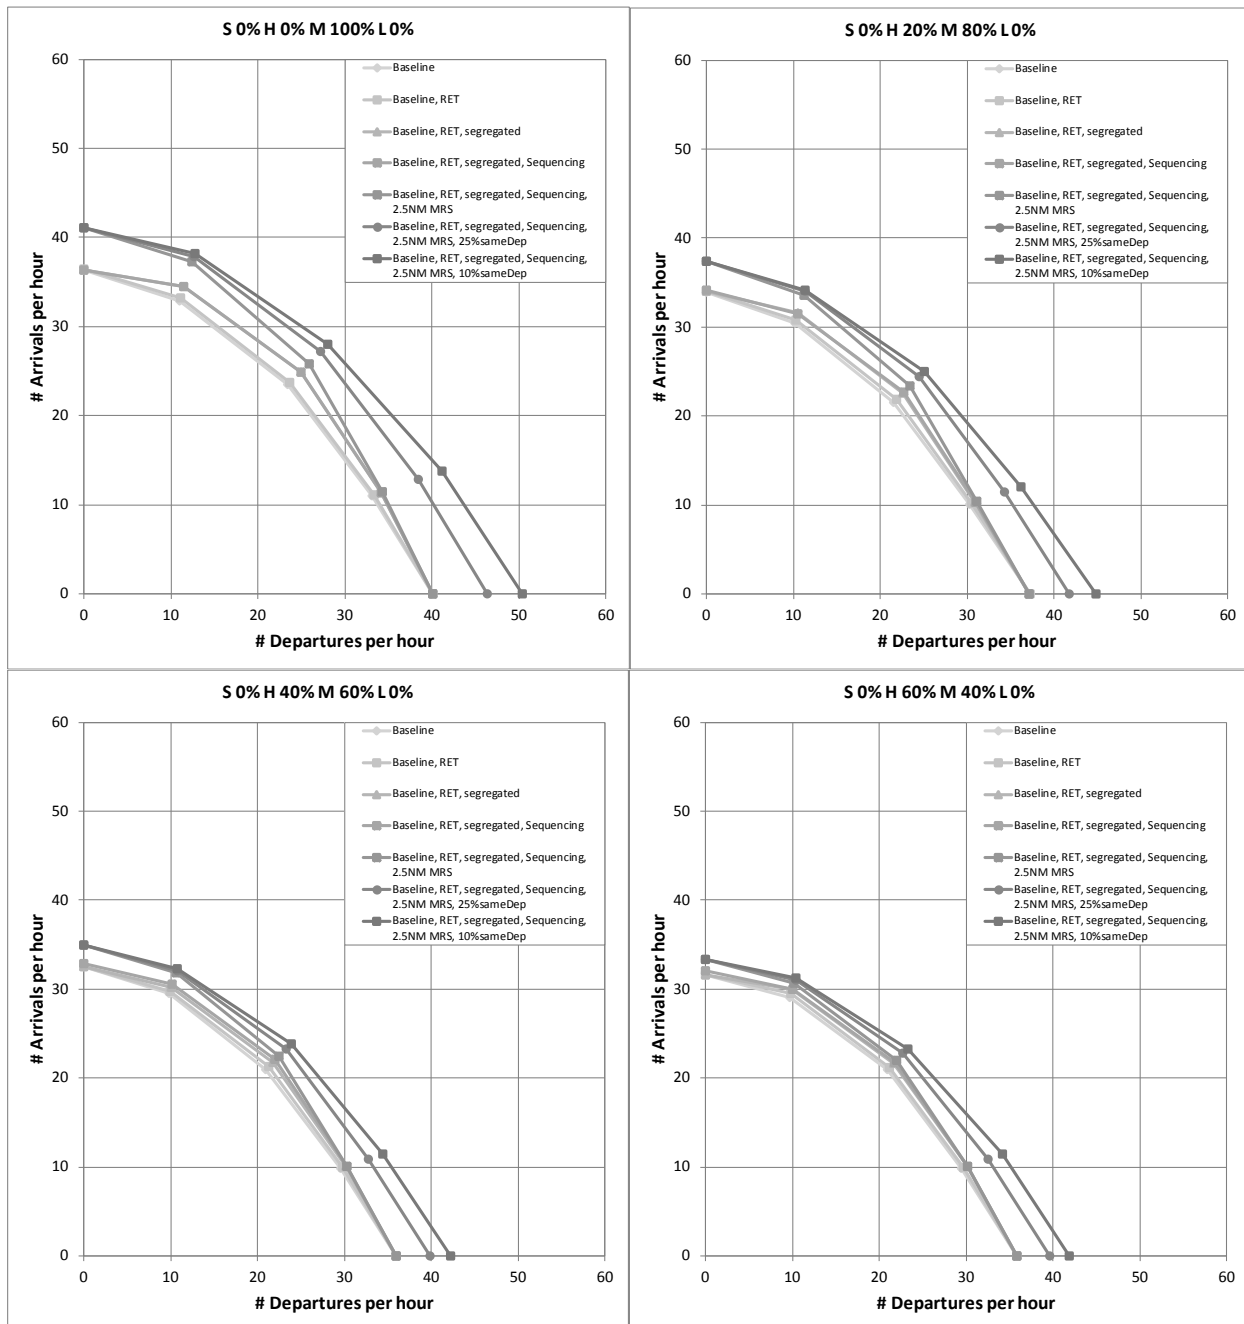 S 0% H 0% M 100% L 0%
60
50
40
30
20
10
0
# Arrivals per hour
Baseline
Baseline, RET
Baseline, RET, segregated
Baseline, RET, segregated, Sequencing
Baseline, RET, segregated, Sequencing,
2.5NM MRS
Baseline, RET, segregated, Sequencing,
2.5NM MRS, 25%sameDep
Baseline, RET, segregated, Sequencing,
2.5NM MRS, 10%sameDep
0 10 20 30 40 50 60
# Departures per hour
S 0% H 20% M 80% L 0%
60
50
40
30
20
10
0
# Arrivals per hour
Baseline
Baseline, RET
Baseline, RET, segregated
Baseline, RET, segregated, Sequencing
Baseline, RET, segregated, Sequencing,
2.5NM MRS
Baseline, RET, segregated, Sequencing,
2.5NM MRS, 25%sameDep
Baseline, RET, segregated, Sequencing,
2.5NM MRS, 10%sameDep
0 10 20 30 40 50 60
# Departures per hour
S 0% H 40% M 60% L 0%
60
50
40
30
20
10
0
# Arrivals per hour
Baseline
Baseline, RET
Baseline, RET, segregated
Baseline, RET, segregated, Sequencing
Baseline, RET, segregated, Sequencing,
2.5NM MRS
Baseline, RET, segregated, Sequencing,
2.5NM MRS, 25%sameDep
Baseline, RET, segregated, Sequencing,
2.5NM MRS, 10%sameDep
0 10 20 30 40 50 60
# Departures per hour
S 0% H 60% M 40% L 0%
60
50
40
30
20
10
0
# Arrivals per hour
Baseline
Baseline, RET
Baseline, RET, segregated
Baseline, RET, segregated, Sequencing
Baseline, RET, segregated, Sequencing,
2.5NM MRS
Baseline, RET, segregated, Sequencing,
2.5NM MRS, 25%sameDep
Baseline, RET, segregated, Sequencing,
2.5NM MRS, 10%sameDep
0 10 20 30 40 50 60
# Departures per hour